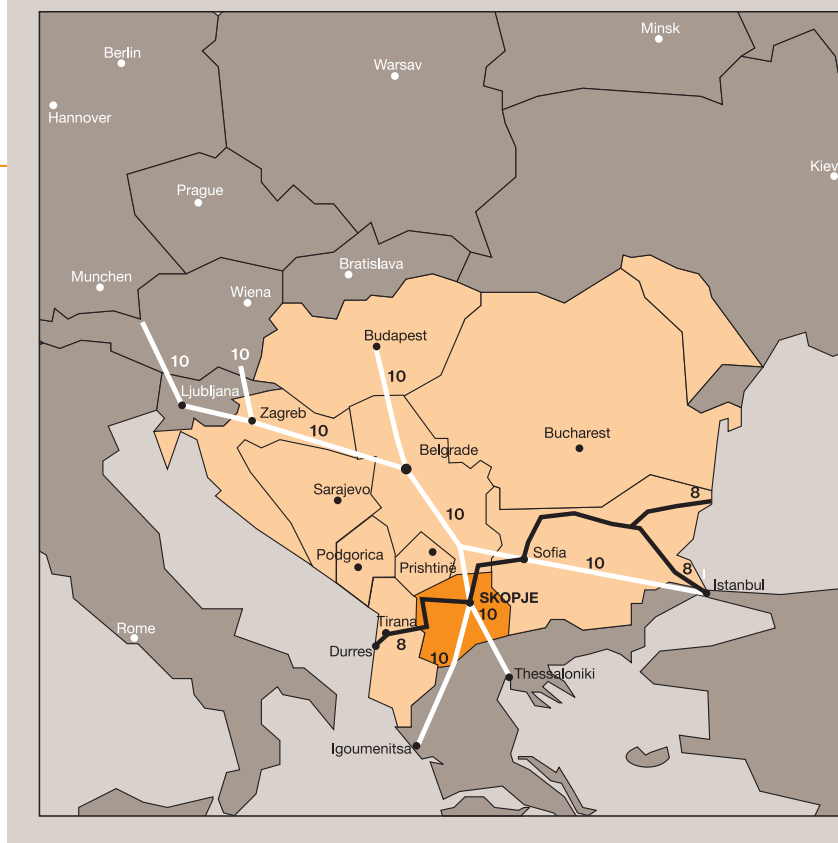 Minsk
Berlin
Warsav
Hannover
Kiev
Prague
Bratislava
Munchen
Wiena
Budapest
10
10
10
Ljubljana
Zagreb
10
Bucharest
Belgrade
Sarajevo
8
10
Podgorica
Prishtinë
Sofia
10
8
Istanbul
SKOPJE
10
Tirana
Rome
8
Durres
10
Thessaloniki
Igoumenitsa